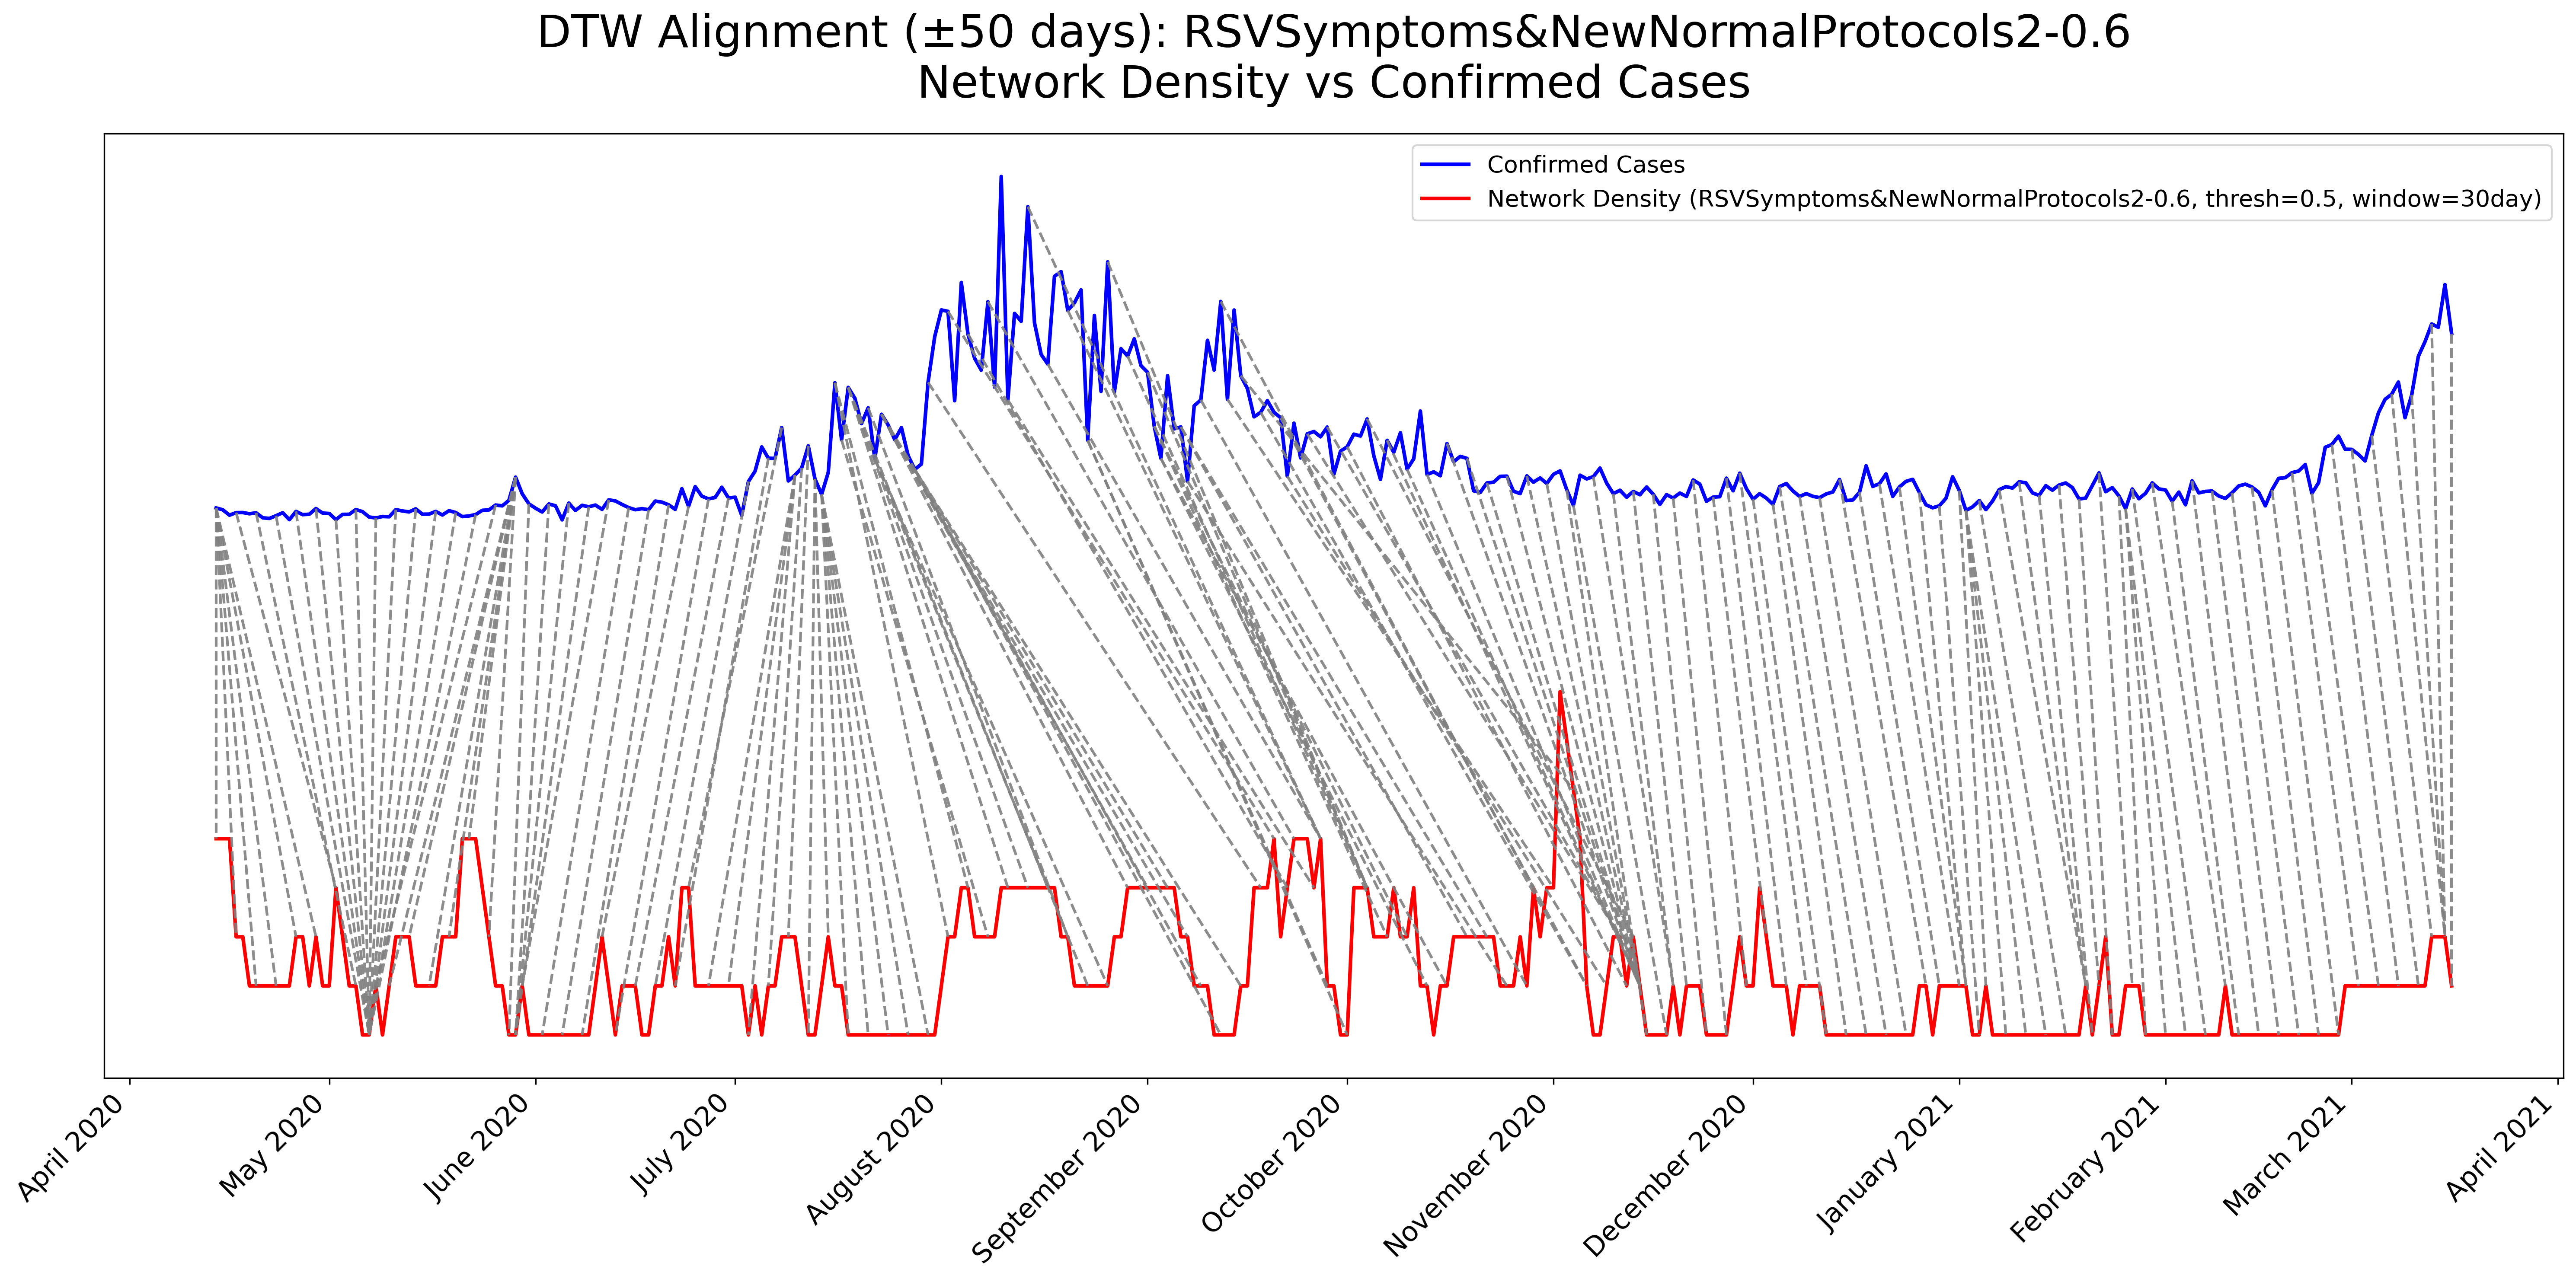 DTW Alignment (±50 days): RSVSymptoms&NewNormalProtocols2-0.6
Network Density vs Confirmed Cases
Confirmed Cases
Network Density (RSVSymptoms&NewNormalProtocols2-0.6, thresh=0.5, window=30day)
April 2020
May 2020
June 2020
July 2020
August 2020
September 2020
October 2020
November 2020
December 2020
January 2021
February 2021
March 2021
April 2021